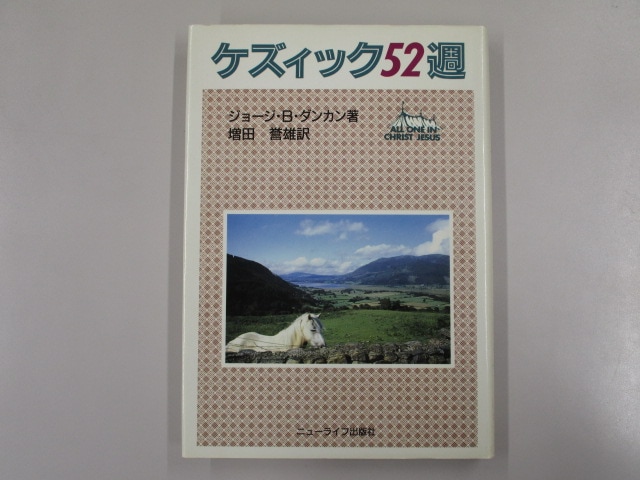 ケズィック52週
ジョージ・B・ダンカン著
増田　誉雄訳
ALL ONE IN
CHRIST JESUS
ニューライフ出版社